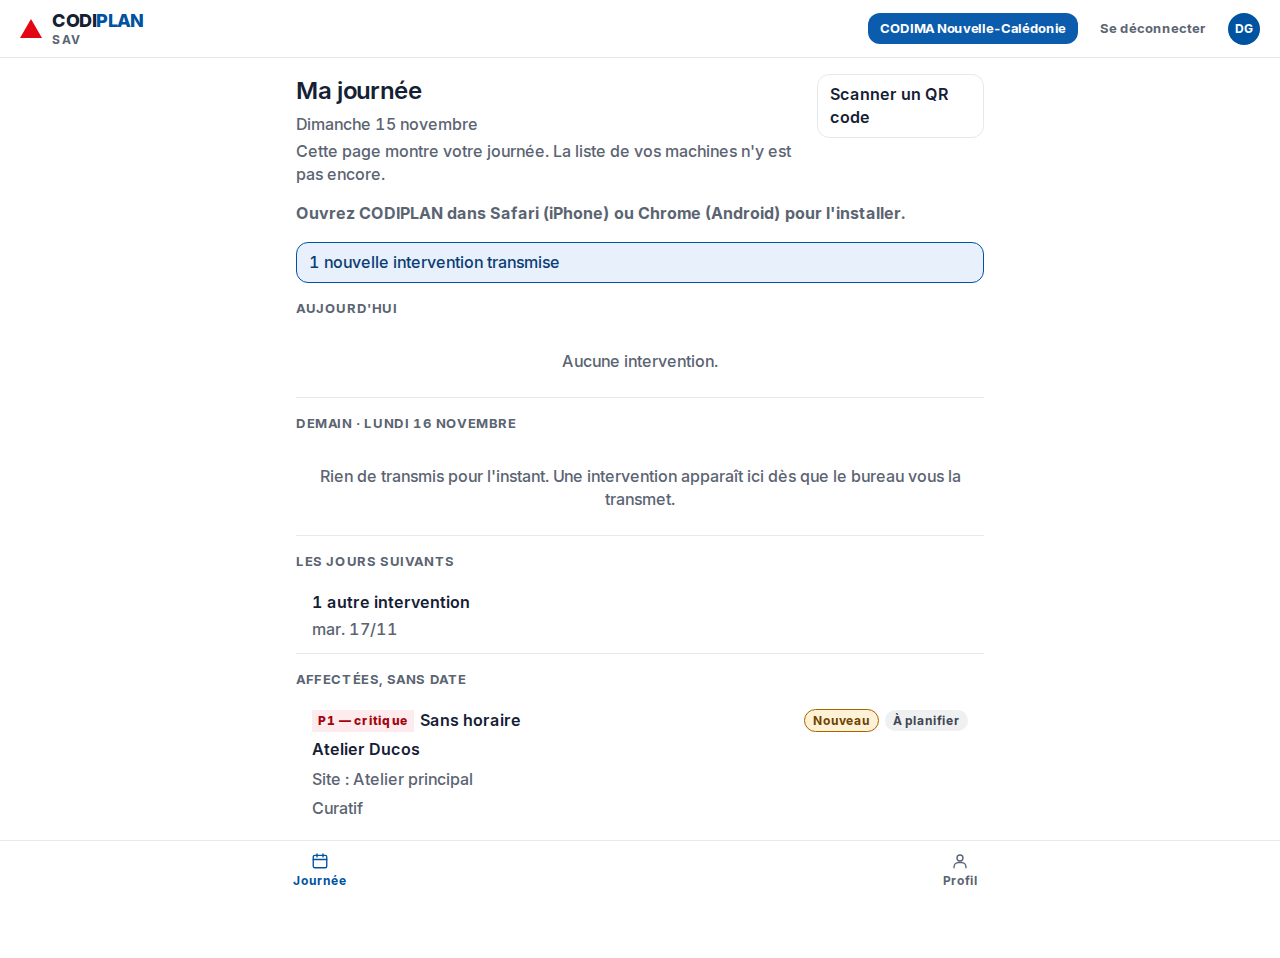 CODIPLAN
SAV
CODIMA Nouvelle-Calédonie
Se déconnecter
DG
Ma journée
Scanner un QR
code
Dimanche 15 novembre
Cette page montre votre journée. La liste de vos machines n'y est
pas encore.
Ouvrez CODIPLAN dans Safari (iPhone) ou Chrome (Android) pour l'installer.
1 nouvelle intervention transmise
AUJOURD'HUI
Aucune intervention.
DEMAIN · LUNDI 16 NOVEMBRE
Rien de transmis pour l'instant. Une intervention apparaît ici dès que le bureau vous la
transmet.
LES JOURS SUIVANTS
1 autre intervention
mar. 17/11
AFFECTÉES, SANS DATE
P1 — critique Sans horaire Nouveau À planifier
Atelier Ducos
Site : Atelier principal
Curatif
Journée
Profil